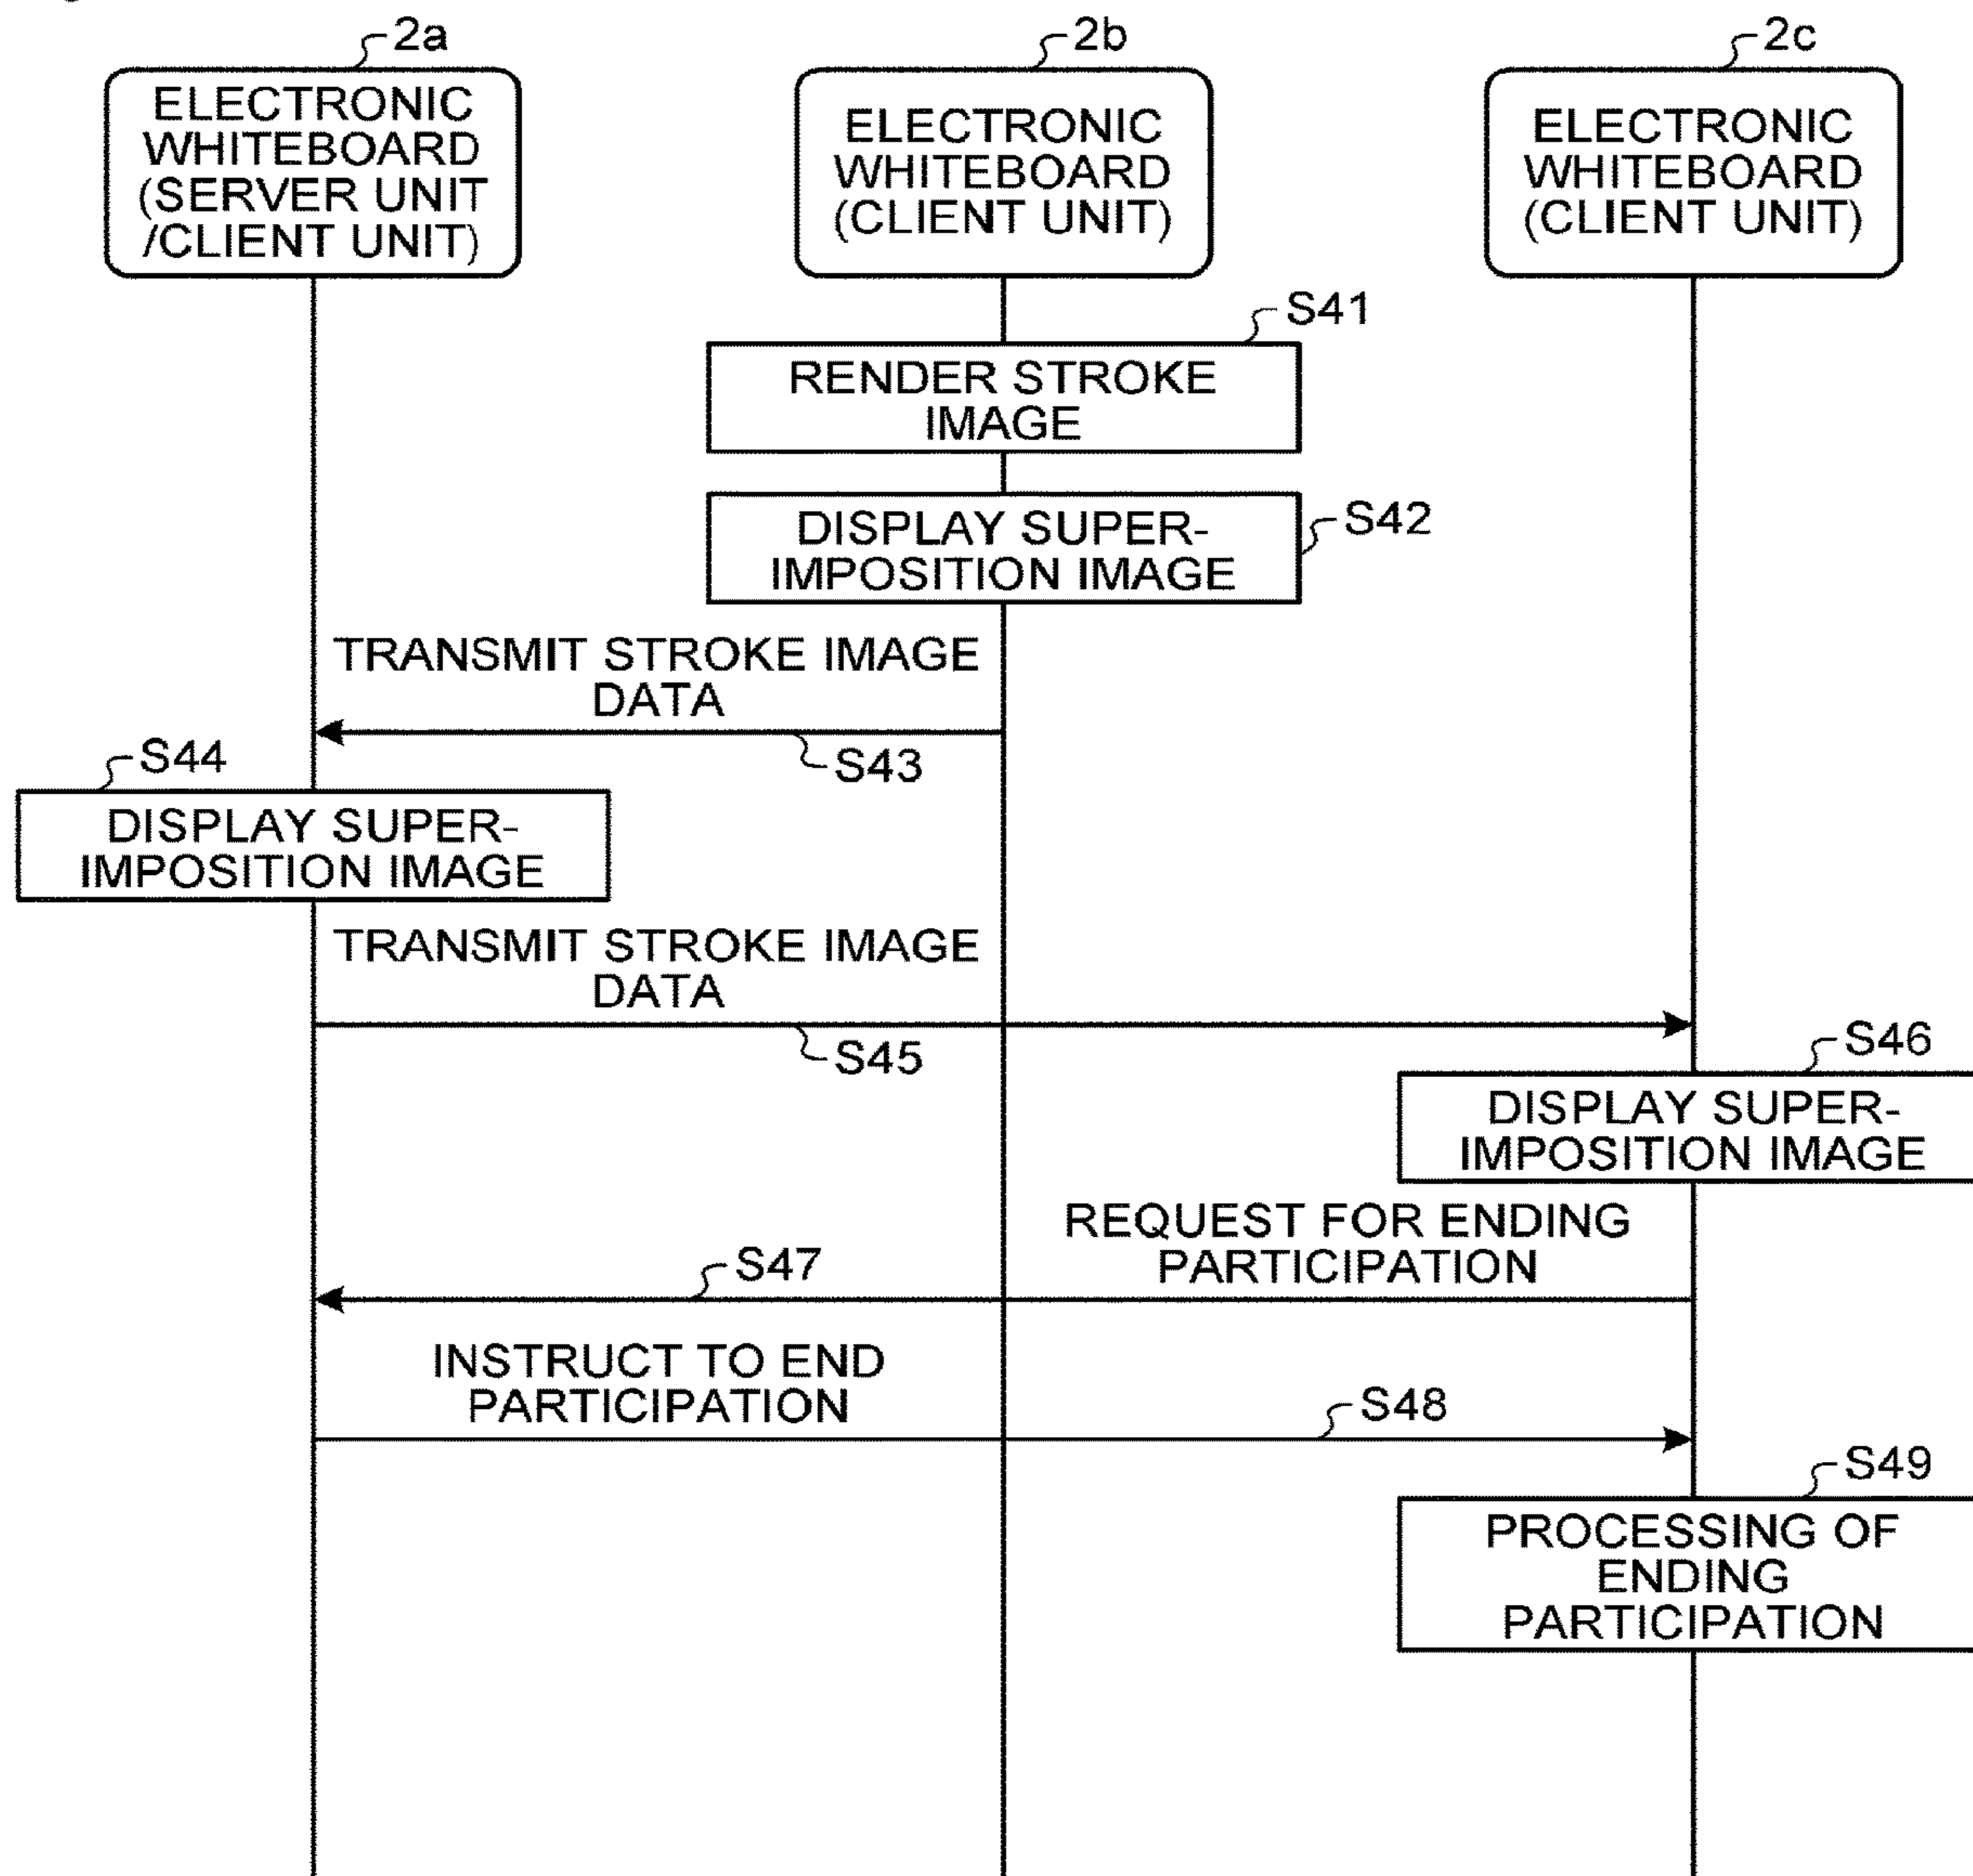 2a
ELECTRONIC
WHITEBOARD
(SERVER UNIT
/CLIENT UNIT)
2b
ELECTRONIC
WHITEBOARD
(CLIENT UNIT)
2c
ELECTRONIC
WHITEBOARD
(CLIENT UNIT)
S41
RENDER STROKE
IMAGE
S42
DISPLAY SUPER-
IMPOSITION IMAGE
TRANSMIT STROKE IMAGE
DATA
S43
S44
DISPLAY SUPER-
IMPOSITION IMAGE
TRANSMIT STROKE IMAGE
DATA
S45
S46
DISPLAY SUPER-
IMPOSITION IMAGE
REQUEST FOR ENDING
PARTICIPATION
S47
INSTRUCT TO END
PARTICIPATION
S48
S49
PROCESSING OF
ENDING
PARTICIPATION